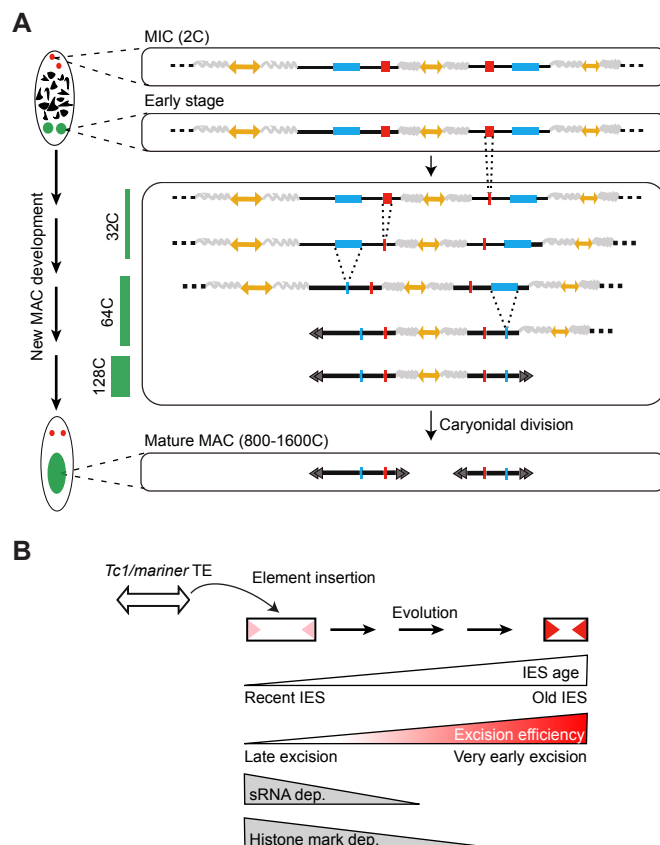 A
MIC (2C)
Early stage
New MAC development
32C
64C
128C
Caryonidal division
Mature MAC (800-1600C)
B
Tc1/mariner TE
Element insertion
Evolution
IES age
Recent IES
Old IES
Excision efficiency
Late excision
Very early excision
sRNA dep.
Histone mark dep.